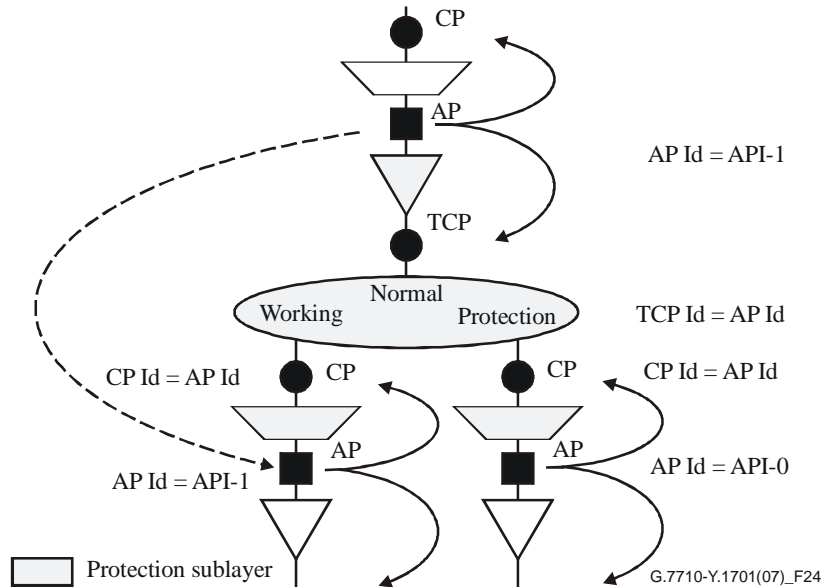 CP
AP
AP Id = API-1
TCP
Normal
Working
Protection
TCP Id = AP Id
CP Id = AP Id
CP
CP
CP Id = AP Id
AP
AP
AP Id = API-1
AP Id = API-0
Protection sublayer
G.7710-Y.1701(07)_F24